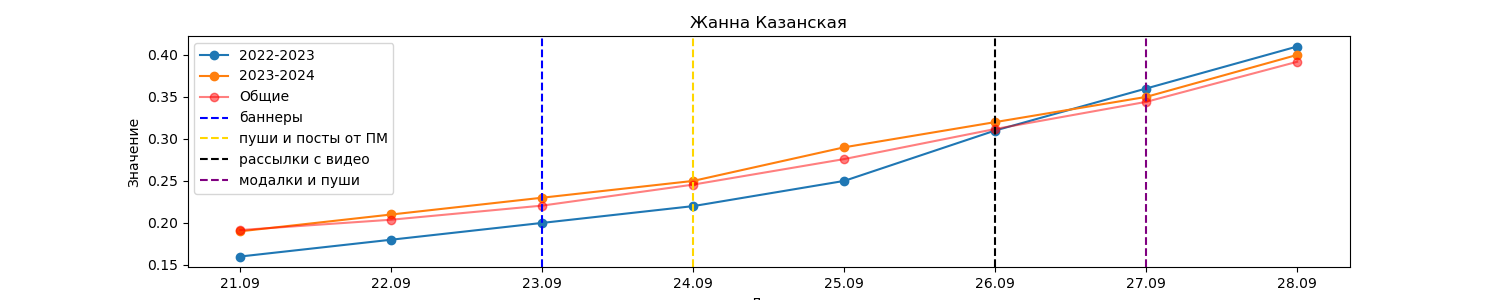 Жанна Казанская
2022-2023
2023-2024
Общие
баннеры
пуши и посты от ПМ
рассылки с видео
модалки и пуши
Значение
0.40
0.35
0.30
0.25
0.20
0.15
21.09 22.09 23.09 24.09 25.09 26.09 27.09 28.09